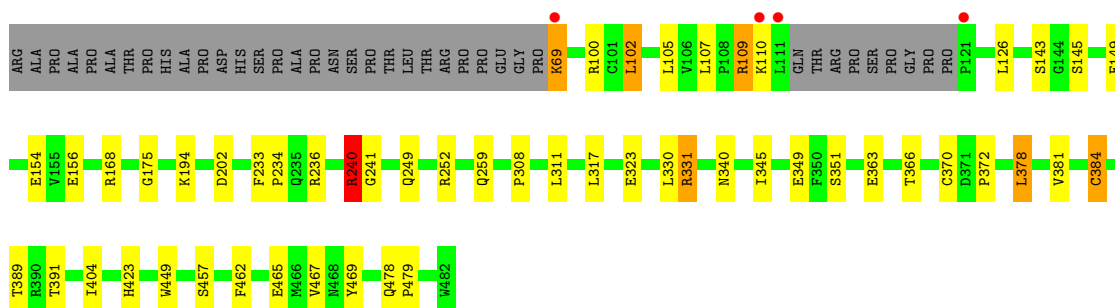 ARG ALA PRO ALA PRO ALA THR PRO HIS ALA PRO ASP HIS SER PRO ALA PRO ASN SER PRO THR LEU THR ARG PRO PRO GLU GLY PRO K69 R100 C101 L102 L105 V106 L107 P108 R109 K110 L111 GLN THR ARG PRO SER PRO GLY PRO PRO P121 L126 S143 G144 S145 E149
E154 V155 E156 R168 G175 K194 D202 F233 P234 Q235 R236 R240 G241 Q249 R252 Q259 P308 L311 L317 E323 L330 R331 N340 I345 E349 F350 S351 E363 T366 C370 D371 P372 L378 V381 C384
T389 R390 T391 I404 H423 W449 S457 F462 E465 M466 V467 N468 Y469 Q478 P479 W482